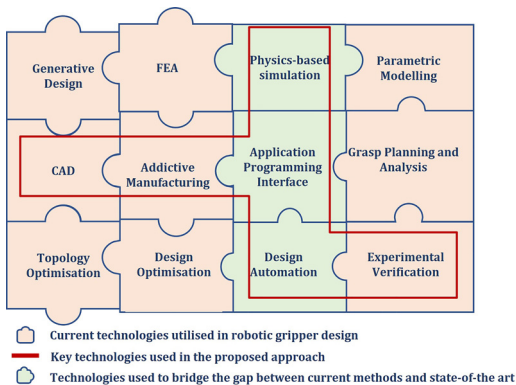 Generative
Design
FEA
Physics-based
simulation
Parametric
Modelling
CAD
Addictive
Manufacturing
Application
Programming
Interface
Grasp Planning and
Analysis
Topology
Optimisation
Design
Optimisation
Design
Automation
Experimental
Verification
Current technologies utilised in robotic gripper design
Key technologies used in the proposed approach
Technologies used to bridge the gap between current methods and state-of-the art